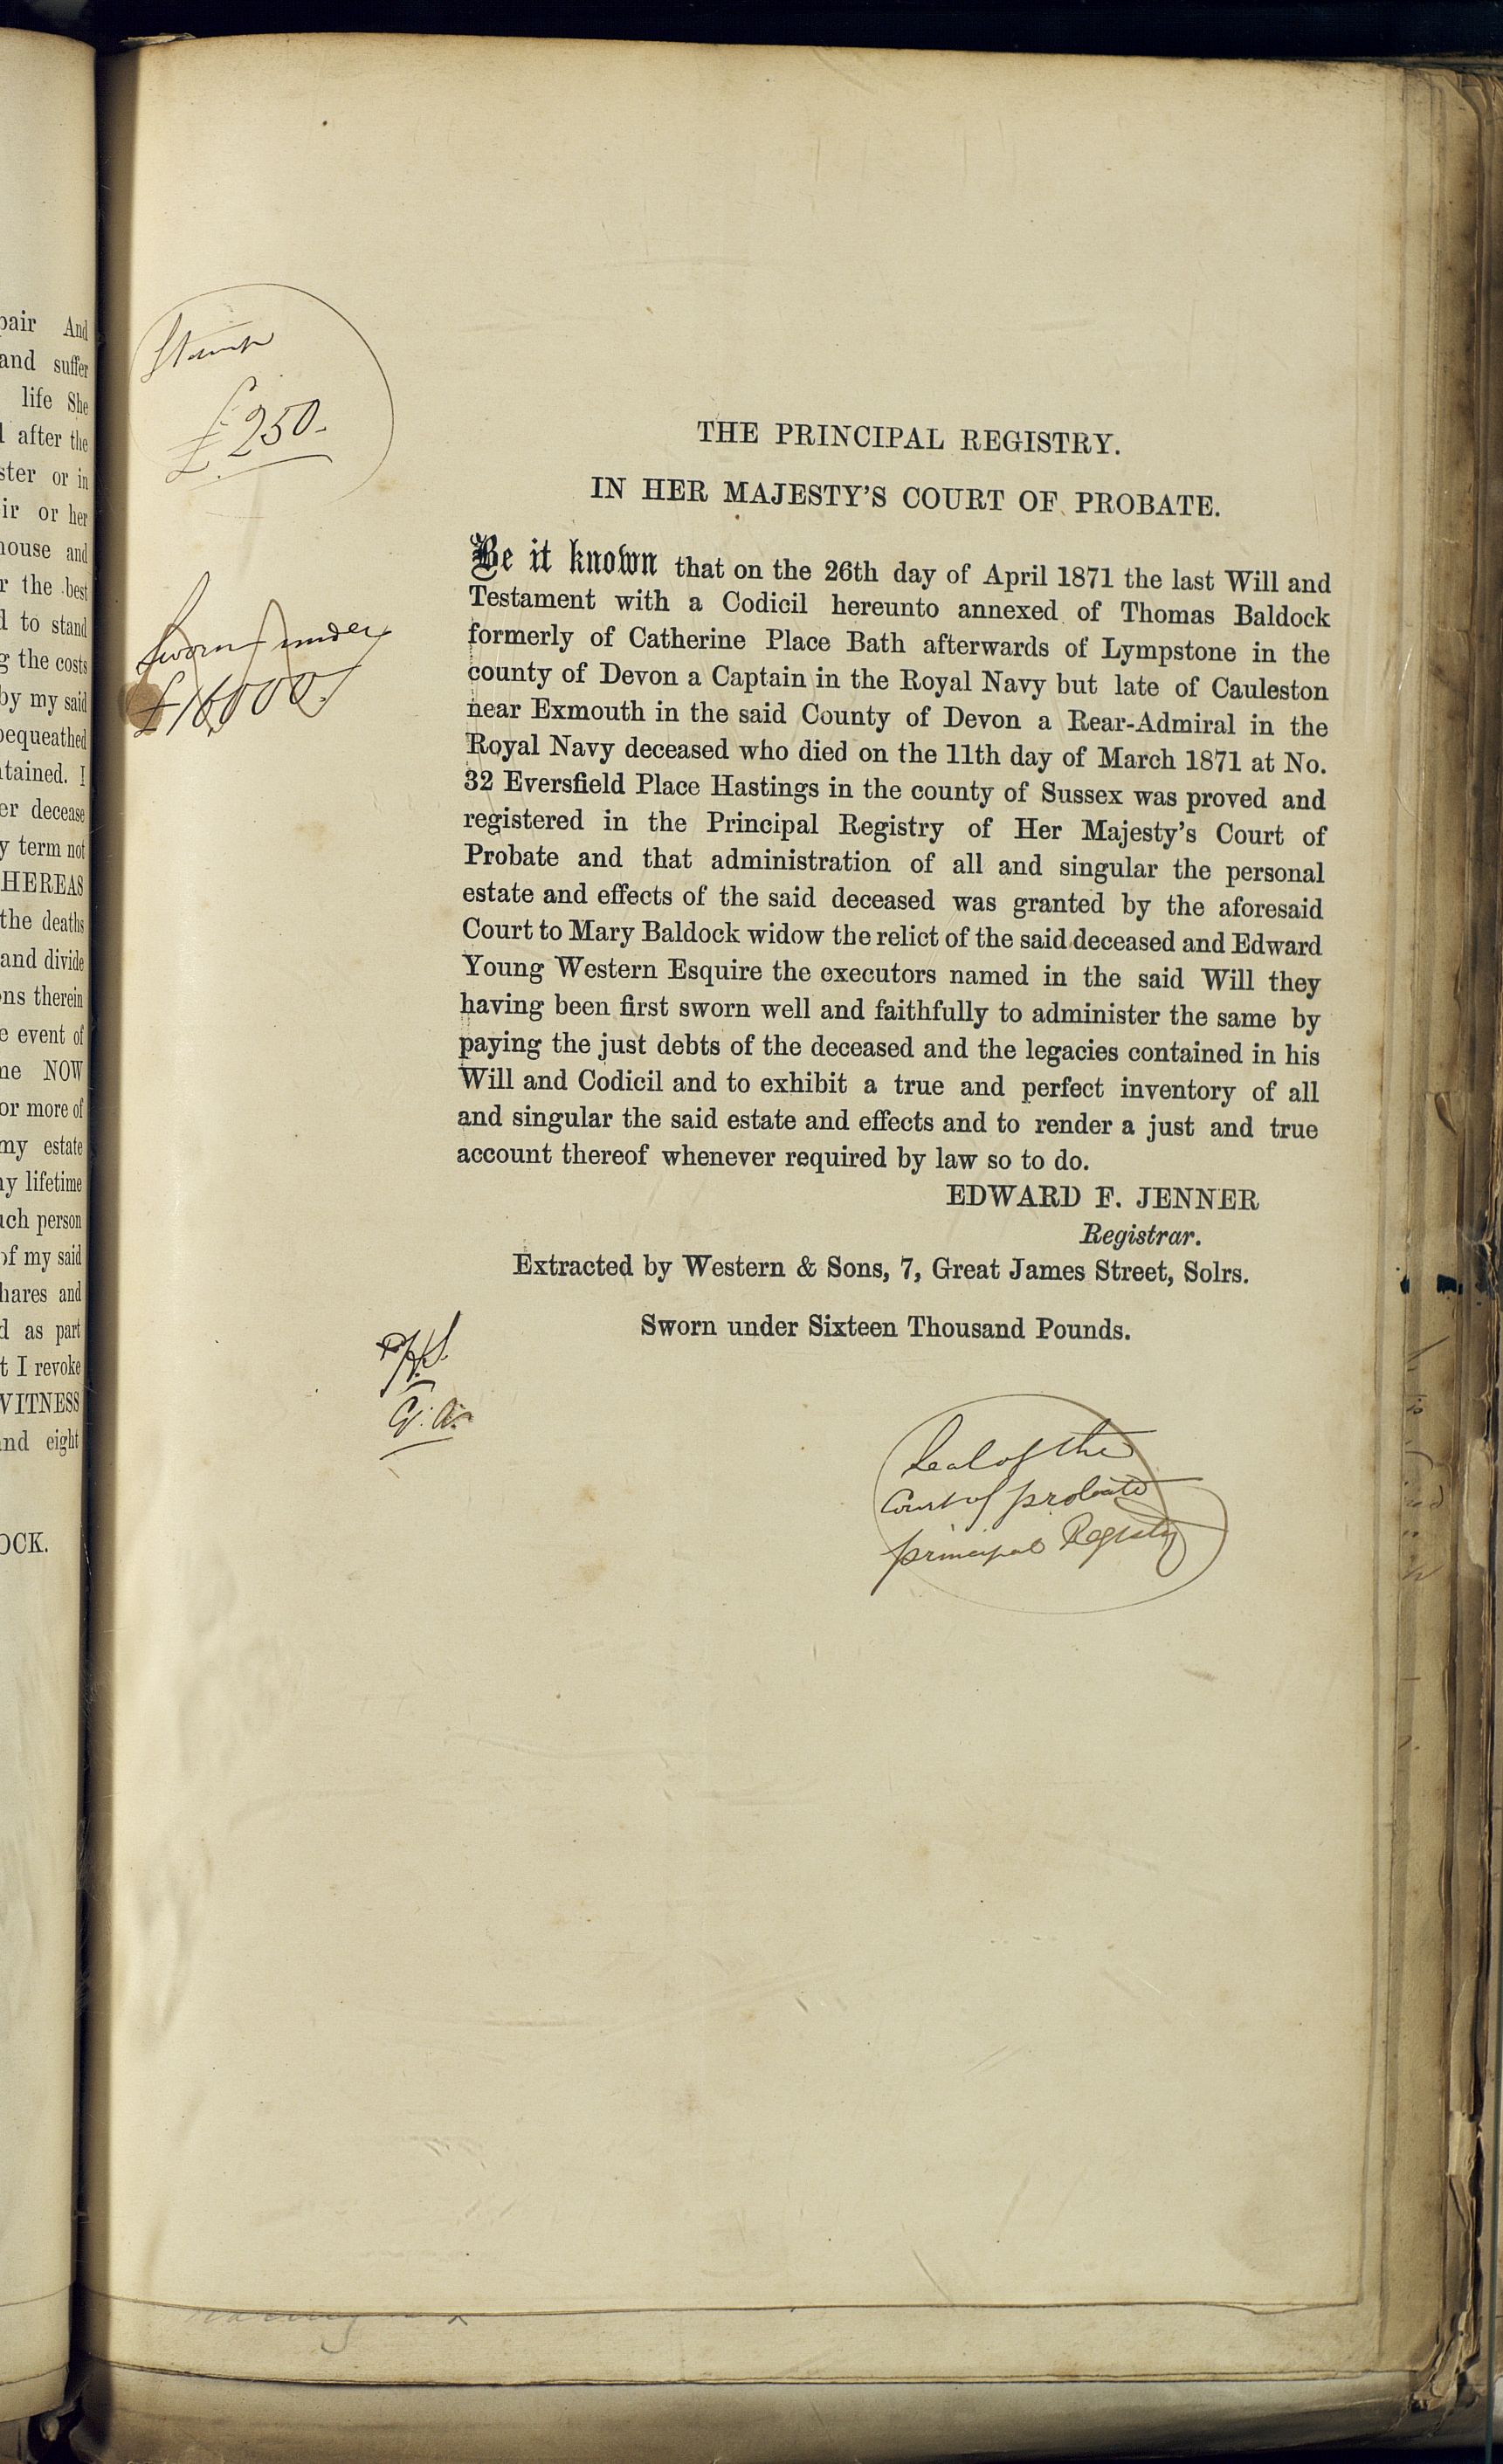 pair And
and suffer
life She
after the
ster or in
ir or her
house and
r the best
d to stand
g the costs
by my said
bequeathed
tained. I
er decease
y term not
HEREAS
the deaths
and divide
ons therein
e event of
me NOW
or more of
my estate
my lifetime
uch person
of my said
hares and
d as part
t I revoke
WITNESS
and eight
OCK.
Stamp
£250.
Sworn under
£16000.
THE PRINCIPAL REGISTRY.
IN HER MAJESTY'S COURT OF PROBATE.
Be it known that on the 26th day of April 1871 the last Will and
Testament with a Codicil hereunto annexed of Thomas Baldock
formerly of Catherine Place Bath afterwards of Lympstone in the
county of Devon a Captain in the Royal Navy but late of Cauleston
near Exmouth in the said County of Devon a Rear-Admiral in the
Royal Navy deceased who died on the 11th day of March 1871 at No.
32 Eversfield Place Hastings in the county of Sussex was proved and
registered in the Principal Registry of Her Majesty's Court of
Probate and that administration of all and singular the personal
estate and effects of the said deceased was granted by the aforesaid
Court to Mary Baldock widow the relict of the said deceased and Edward
Young Western Esquire the executors named in the said Will they
having been first sworn well and faithfully to administer the same by
paying the just debts of the deceased and the legacies contained in his
Will and Codicil and to exhibit a true and perfect inventory of all
and singular the said estate and effects and to render a just and true
account thereof whenever required by law so to do.
EDWARD F. JENNER
Registrar.
Extracted by Western & Sons, 7, Great James Street, Solrs.
Sworn under Sixteen Thousand Pounds.
Seal of the
Court of probate
principal Registry